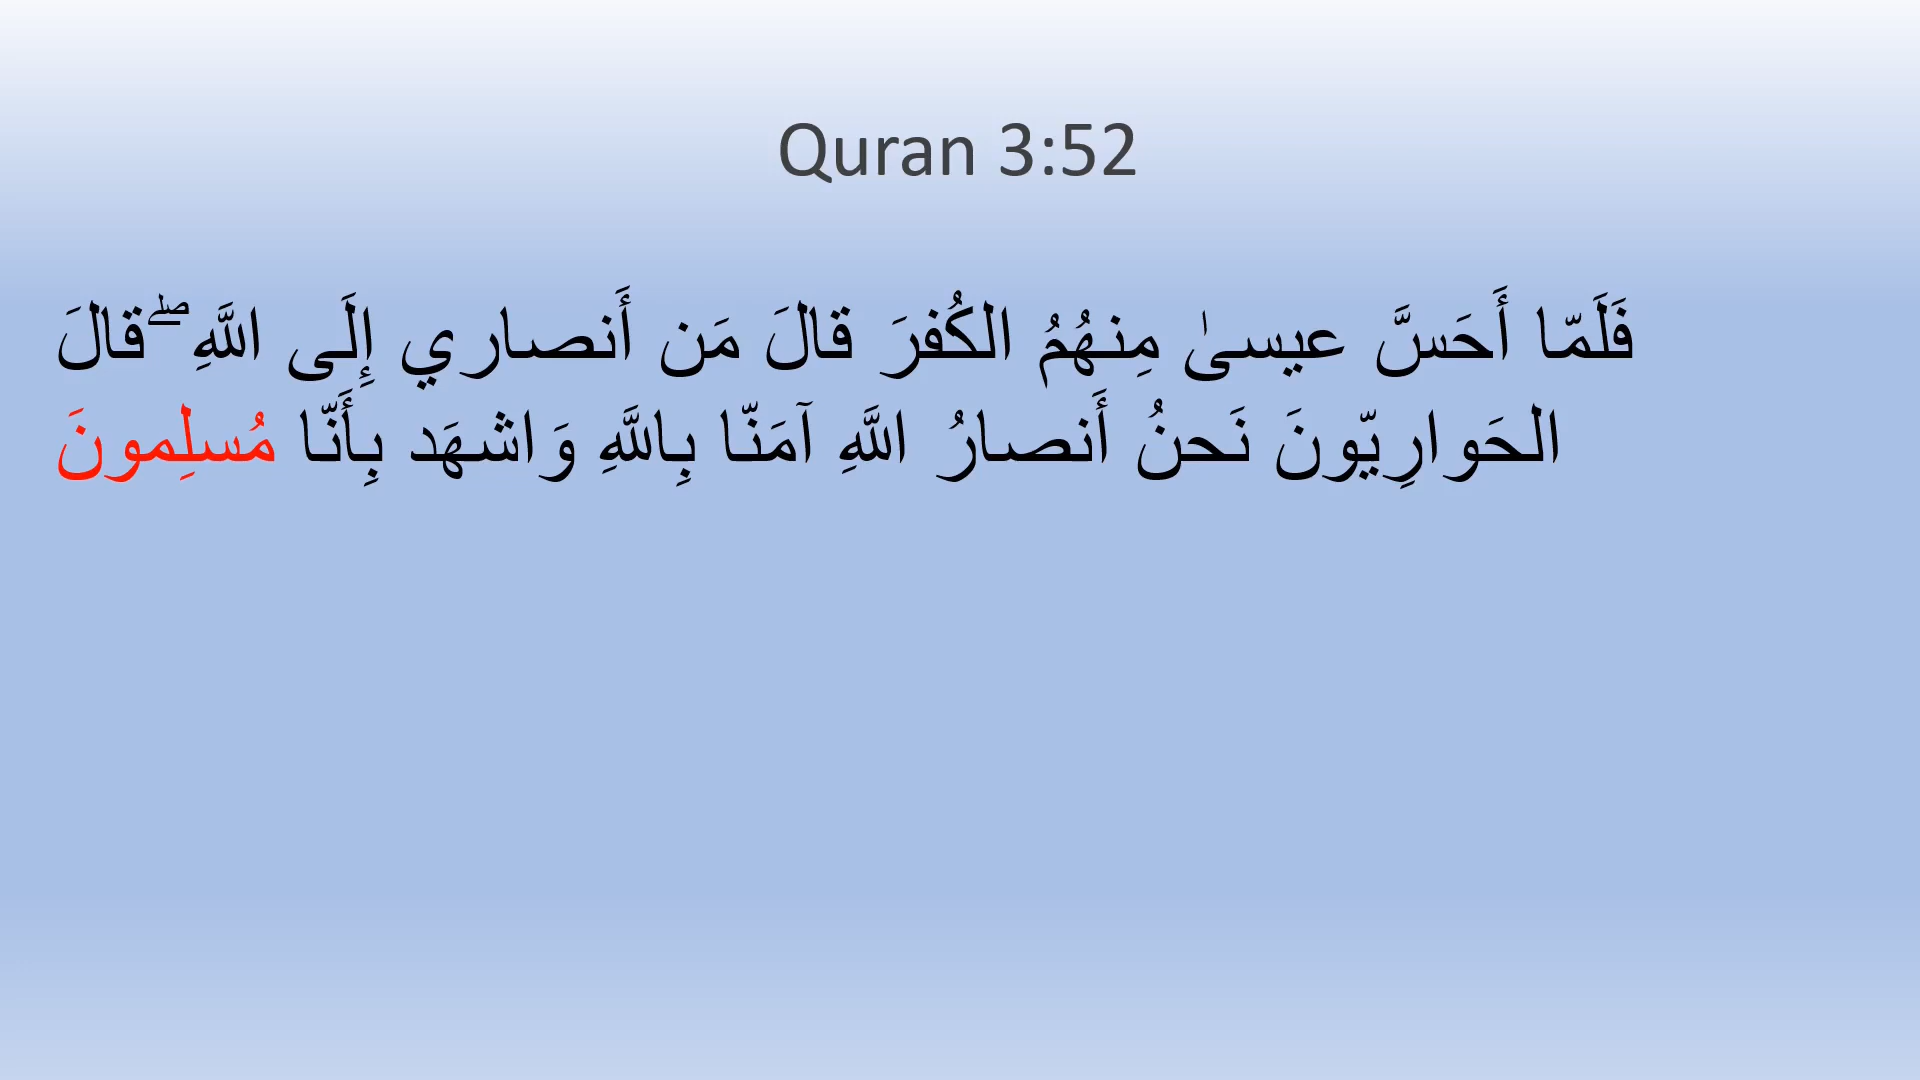 Quran 3:52
فَلَمّا أَحَسَّ عيسىٰ مِنهُمُ الكُفرَ قالَ مَن أَنصاري إِلَى اللَّهِ ۖ قالَ
الحَوارِيّونَ نَحنُ أَنصارُ اللَّهِ آمَنّا بِاللَّهِ وَاشهَد بِأَنّا مُسلِمونَ